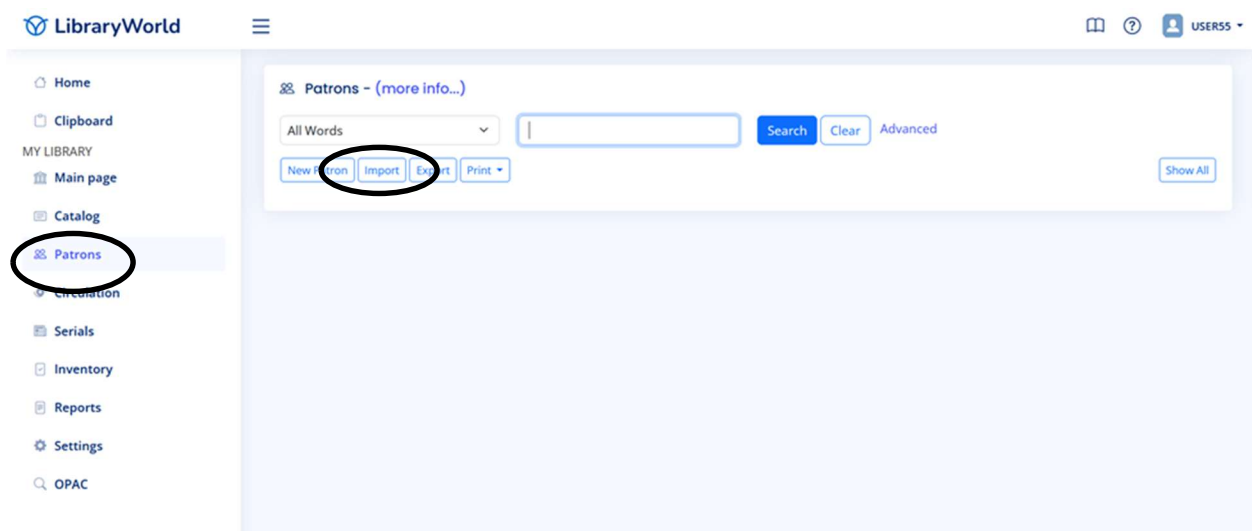 LibraryWorld
USER55
Home
Clipboard
MY LIBRARY
Main page
Catalog
Patrons
Circulation
Serials
Inventory
Reports
Settings
OPAC
Patrons - (more info...)
All Words
Search Clear Advanced
New Patron Import Export Print
Show All